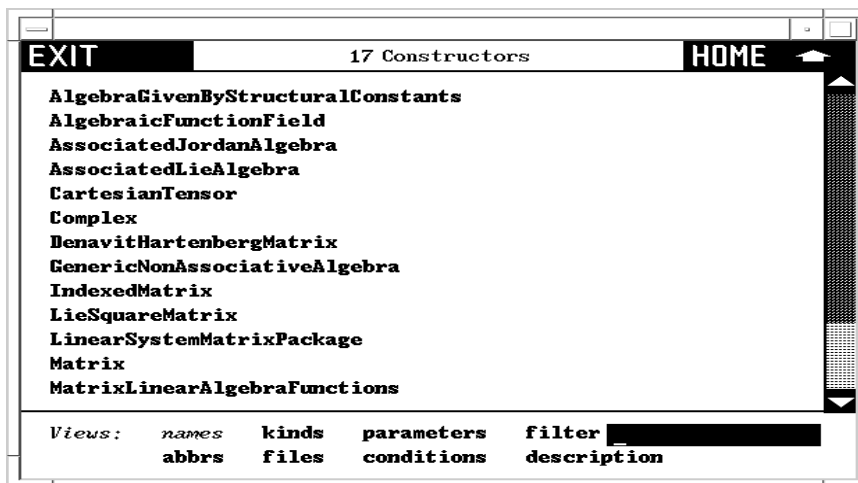 EXIT 17 Constructors HOME
AlgebraGivenByStructuralConstants
AlgebraicFunctionField
AssociatedJordanAlgebra
AssociatedLieAlgebra
CartesianTensor
Complex
DenavitHartenbergMatrix
GenericNonAssociativeAlgebra
IndexedMatrix
LieSquareMatrix
LinearSystemMatrixPackage
Matrix
MatrixLinearAlgebraFunctions
Views: names kinds parameters filter
abbrs files conditions description